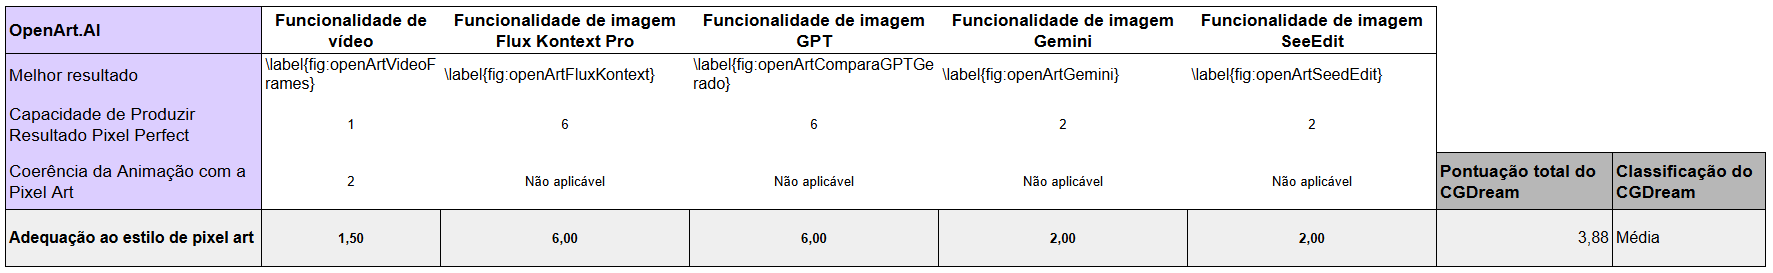 OpenArt.AI
Funcionalidade de
vídeo
Funcionalidade de imagem
Flux Kontext Pro
Funcionalidade de imagem
GPT
Funcionalidade de imagem
Gemini
Funcionalidade de imagem
SeeEdit
Melhor resultado
\label{fig:openArtVideoF
rames}
\label{fig:openArtFluxKontext}
\label{fig:openArtComparaGPTGe
rado}
\label{fig:openArtGemini}
\label{fig:openArtSeedEdit}
Capacidade de Produzir
Resultado Pixel Perfect
1
6
6
2
2
Coerência da Animação com a
Pixel Art
2
Não aplicável
Não aplicável
Não aplicável
Não aplicável
Pontuação total do
CGDream
Classificação do
CGDream
Adequação ao estilo de pixel art
1,50
6,00
6,00
2,00
2,00
3,88
Média